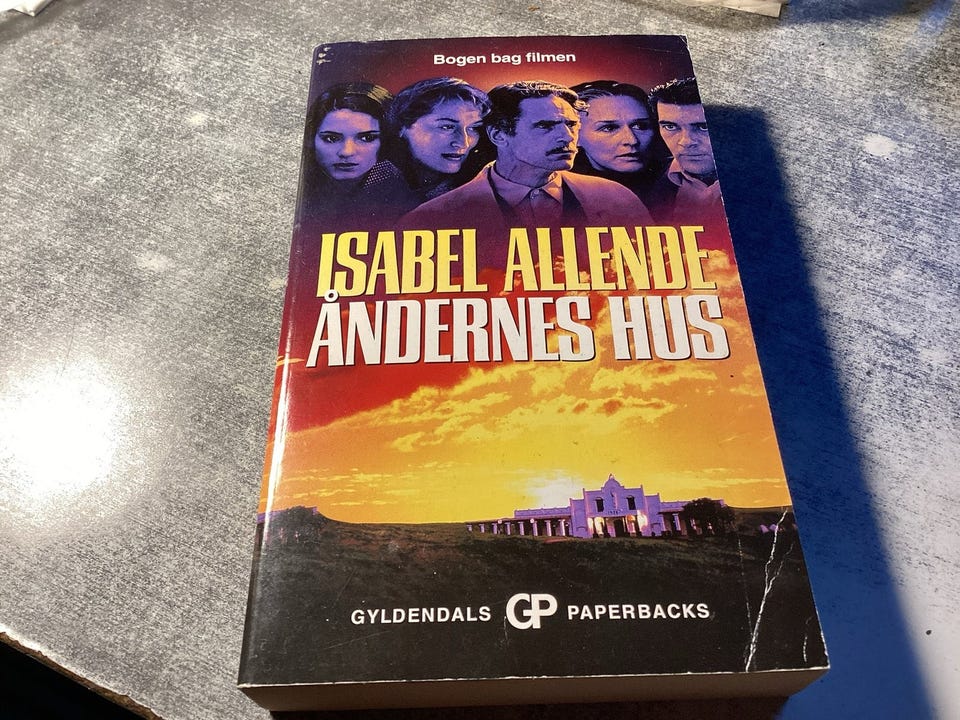 Bogen bag filmen
ISABEL ALLENDE
ÅNDERNES HUS
GYLDENDALS GP PAPERBACKS